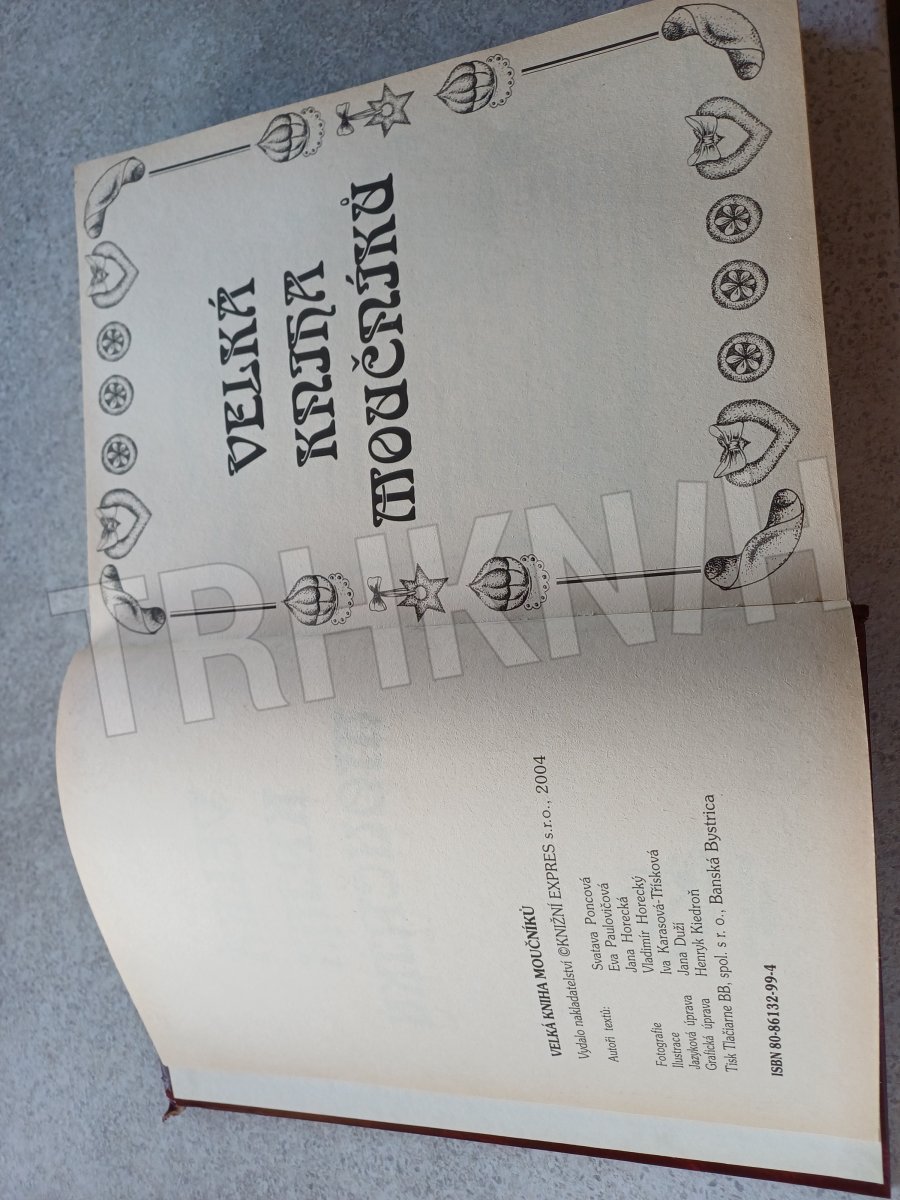 VELKÁ KNIHA MOUČNÍKŮ
Vydalo nakladatelství ©KNIŽNÍ EXPRES s.r.o., 2004
Autoři textů: Svatava Poncová
Eva Paulovičová
Jana Horecká
Fotografie Vladimír Horecký
Ilustrace Iva Karasová-Třísková
Jazyková úprava Jana Duží
Grafická úprava Henryk Kiedroň
Tisk Tlačiarne BB, spol. s r. o., Banská Bystrica
ISBN 80-86132-99-4
VELKÁ
KNIHA
MOUČNÍKŮ
TRHKNIH